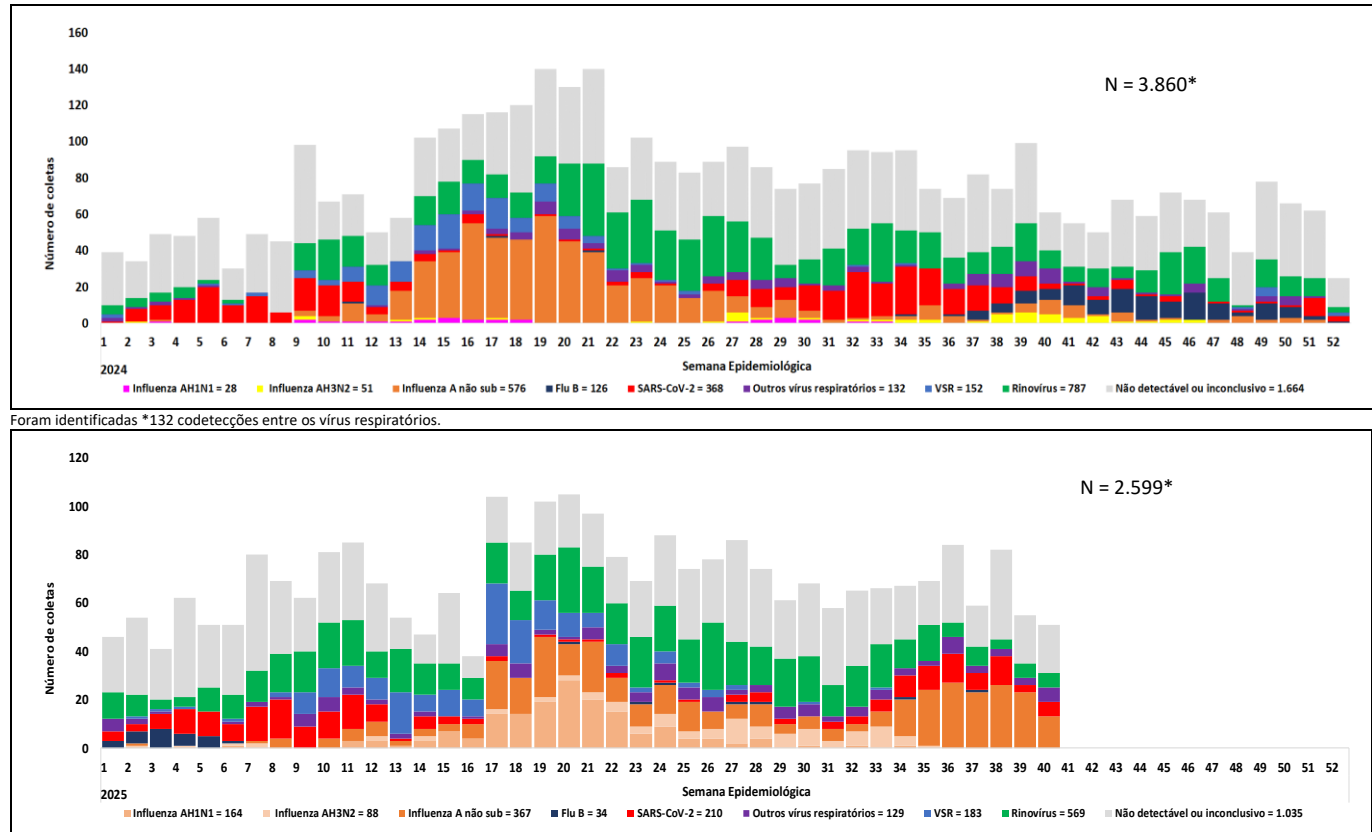 160
140
120
100
80
60
40
20
0
Número de coletas
N = 3.860*
1 2 3 4 5 6 7 8 9 10 11 12 13 14 15 16 17 18 19 20 21 22 23 24 25 26 27 28 29 30 31 32 33 34 35 36 37 38 39 40 41 42 43 44 45 46 47 48 49 50 51 52
2024
Semana Epidemiológica
Influenza AH1N1 = 28 Influenza AH3N2 = 51 Influenza A não sub = 576 Flu B = 126 SARS-CoV-2 = 368 Outros vírus respiratórios = 132 VSR = 152 Rinovírus = 787 Não detectável ou inconclusivo = 1.664
Foram identificadas *132 codetecções entre os vírus respiratórios.
120
100
80
60
40
20
0
Número de coletas
N = 2.599*
1 2 3 4 5 6 7 8 9 10 11 12 13 14 15 16 17 18 19 20 21 22 23 24 25 26 27 28 29 30 31 32 33 34 35 36 37 38 39 40 41 42 43 44 45 46 47 48 49 50 51 52
2025
Semana Epidemiológica
Influenza AH1N1 = 164 Influenza AH3N2 = 88 Influenza A não sub = 367 Flu B = 34 SARS-CoV-2 = 210 Outros vírus respiratórios = 129 VSR = 183 Rinovírus = 569 Não detectável ou inconclusivo = 1.035